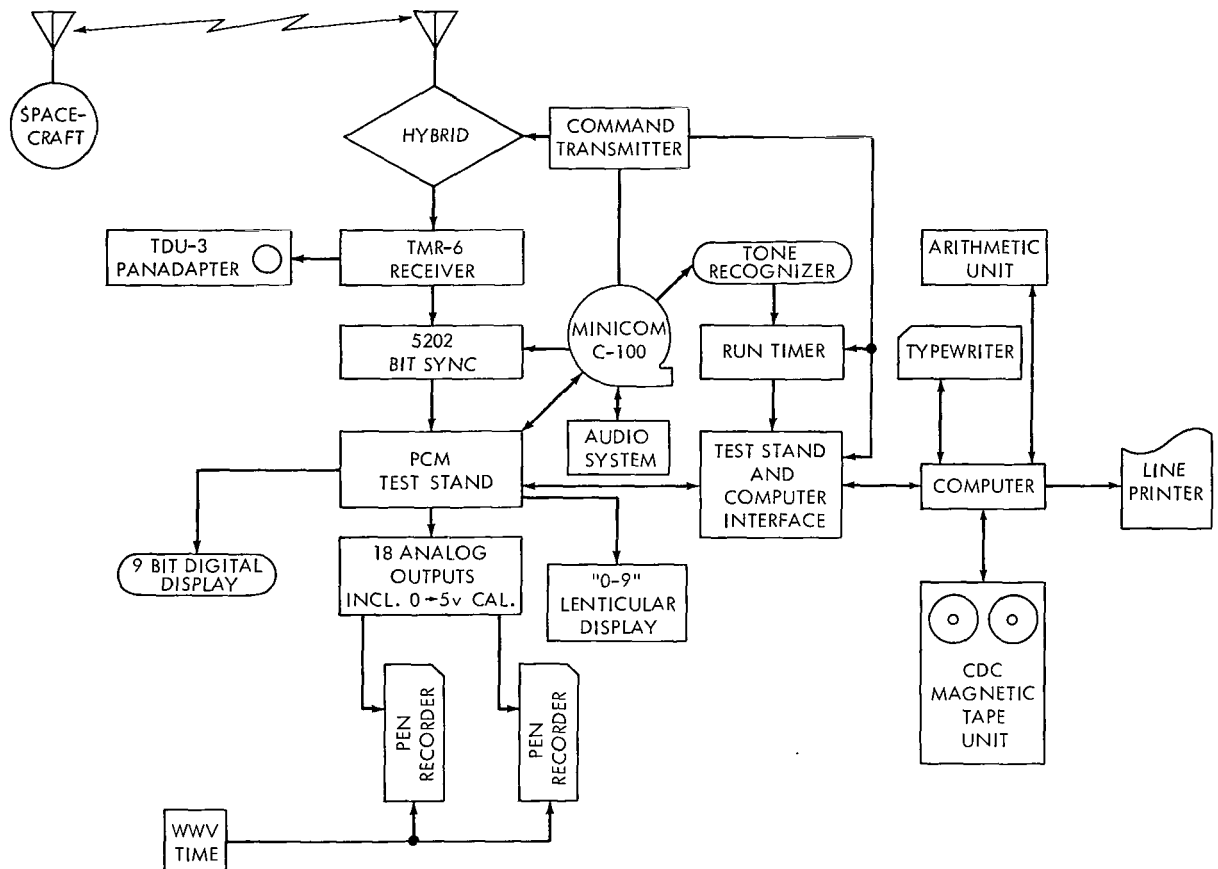 SPACE-
CRAFT
HYBRID
COMMAND
TRANSMITTER
TDU-3
PANADAPTER
TMR-6
RECEIVER
TONE
RECOGNIZER
ARITHMETIC
UNIT
5202
BIT SYNC
MINICOM
C-100
RUN TIMER
TYPEWRITER
PCM
TEST STAND
AUDIO
SYSTEM
TEST STAND
AND
COMPUTER
INTERFACE
COMPUTER
LINE
PRINTER
9 BIT DIGITAL
DISPLAY
18 ANALOG
OUTPUTS
INCL. 0→5v CAL.
"0-9"
LENTICULAR
DISPLAY
CDC
MAGNETIC
TAPE
UNIT
PEN
RECORDER
PEN
RECORDER
WWV
TIME